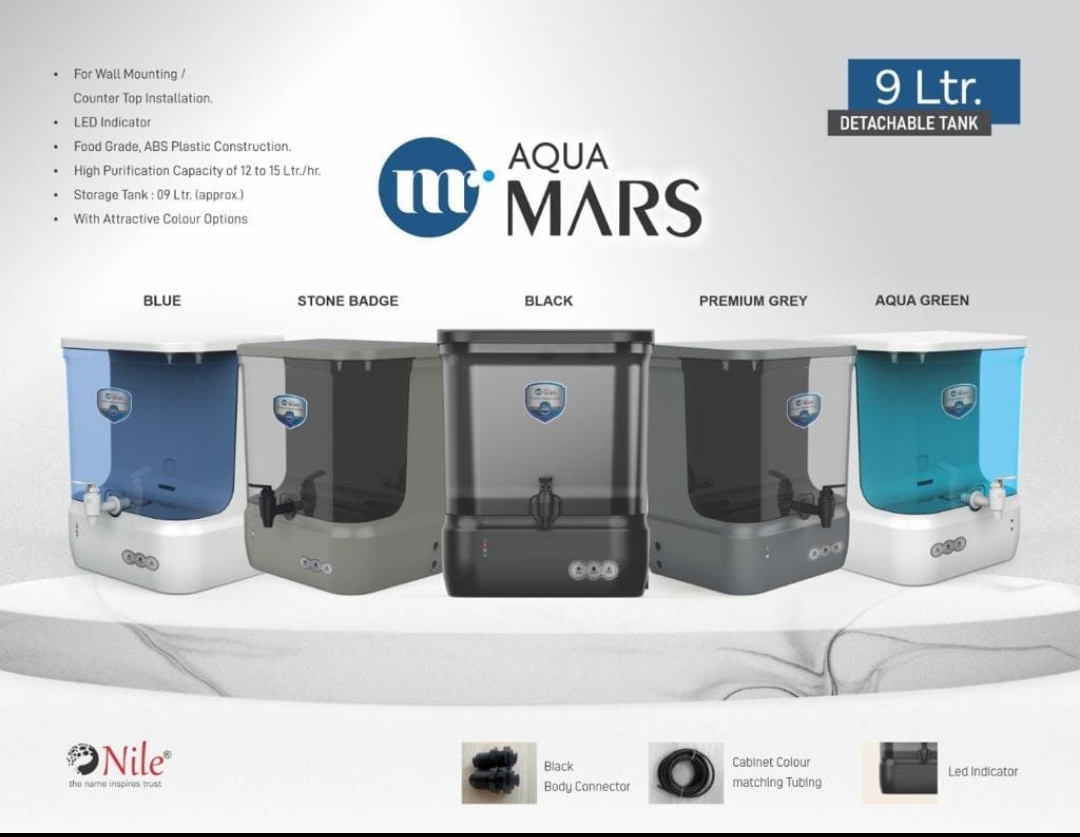 • For Wall Mounting /
Counter Top Installation.
• LED Indicator
• Food Grade, ABS Plastic Construction.
• High Purification Capacity of 12 to 15 Ltr./hr.
• Storage Tank : 09 Ltr. (approx.)
• With Attractive Colour Options
9 Ltr.
DETACHABLE TANK
mr
AQUA
MARS
BLUE
STONE BADGE
BLACK
PREMIUM GREY
AQUA GREEN
Nile®
the name inspires trust
Black
Body Connector
Cabinet Colour
matching Tubing
Led Indicator